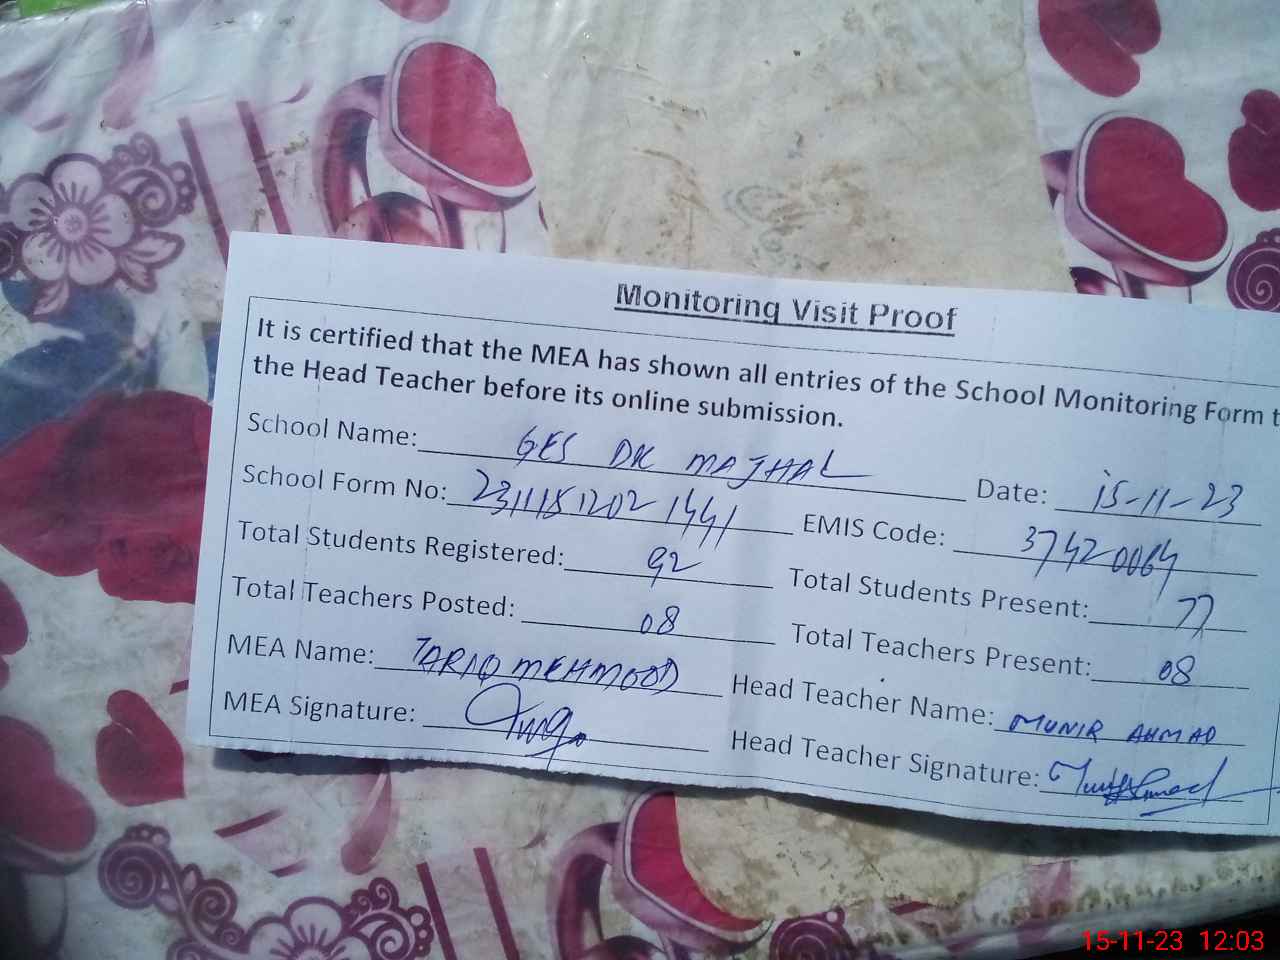 Monitoring Visit Proof
It is certified that the MEA has shown all entries of the School Monitoring Form t
the Head Teacher before its online submission.
School Name: GES DK MAJHAL Date: 15-11-23
School Form No: 2311151202 1441 EMIS Code: 37420064
Total Students Registered: 92 Total Students Present: 77
Total Teachers Posted: 08 Total Teachers Present: 08
MEA Name: TARIQ MEHMOOD Head Teacher Name: MUNIR AHMAD
MEA Signature: Head Teacher Signature:
15-11-23 12:03